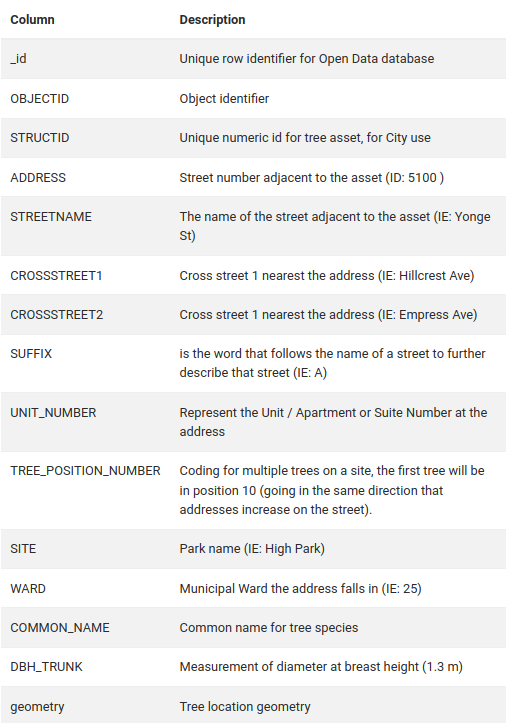 Column Description
_id Unique row identifier for Open Data database
OBJECTID Object identifier
STRUCTID Unique numeric id for tree asset, for City use
ADDRESS Street number adjacent to the asset (ID: 5100 )
STREETNAME The name of the street adjacent to the asset (IE: Yonge
St)
CROSSSTREET1 Cross street 1 nearest the address (IE: Hillcrest Ave)
CROSSSTREET2 Cross street 1 nearest the address (IE: Empress Ave)
SUFFIX is the word that follows the name of a street to further
describe that street (IE: A)
UNIT_NUMBER Represent the Unit / Apartment or Suite Number at the
address
TREE_POSITION_NUMBER Coding for multiple trees on a site, the first tree will be
in position 10 (going in the same direction that
addresses increase on the street).
SITE Park name (IE: High Park)
WARD Municipal Ward the address falls in (IE: 25)
COMMON_NAME Common name for tree species
DBH_TRUNK Measurement of diameter at breast height (1.3 m)
geometry Tree location geometry